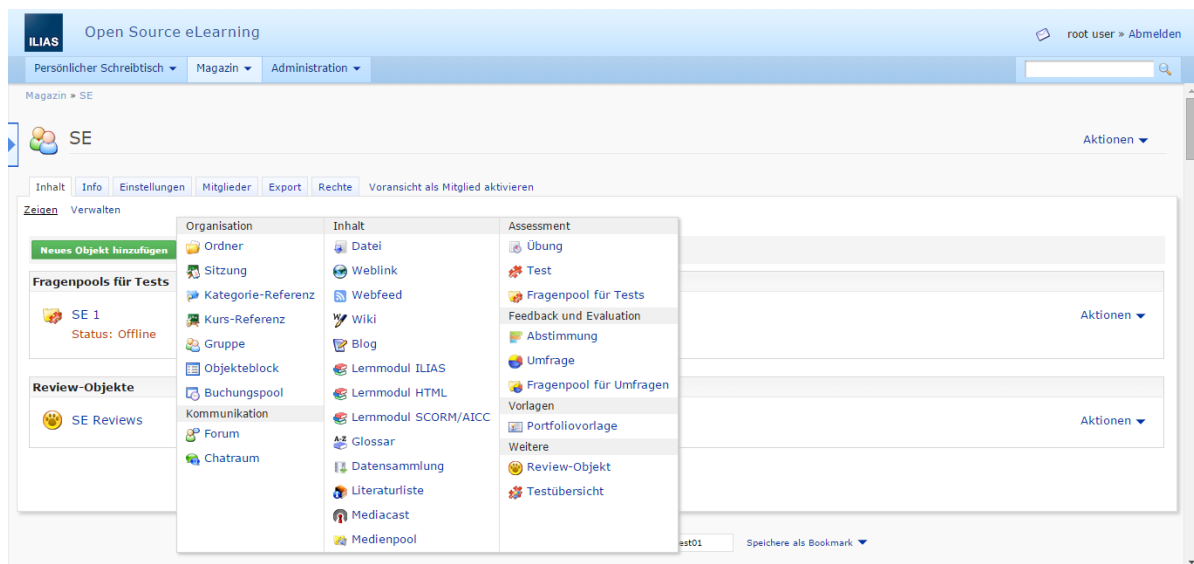 ILIAS
Open Source eLearning
root user » Abmelden
Persönlicher Schreibtisch
Magazin
Administration
Magazin » SE
SE
Aktionen
Inhalt
Info
Einstellungen
Mitglieder
Export
Rechte
Voransicht als Mitglied aktivieren
Zeigen
Verwalten
Neues Objekt hinzufügen
Fragenpools für Tests
SE 1
Status: Offline
Aktionen
Review-Objekte
SE Reviews
Aktionen
Organisation
Ordner
Sitzung
Kategorie-Referenz
Kurs-Referenz
Gruppe
Objekteblock
Buchungspool
Kommunikation
Forum
Chatraum
Inhalt
Datei
Weblink
Webfeed
Wiki
Blog
Lernmodul ILIAS
Lernmodul HTML
Lernmodul SCORM/AICC
Glossar
Datensammlung
Literaturliste
Mediacast
Medienpool
Assessment
Übung
Test
Fragenpool für Tests
Feedback und Evaluation
Abstimmung
Umfrage
Fragenpool für Umfragen
Vorlagen
Portfoliovorlage
Weitere
Review-Objekt
Testübersicht
est01
Speichere als Bookmark